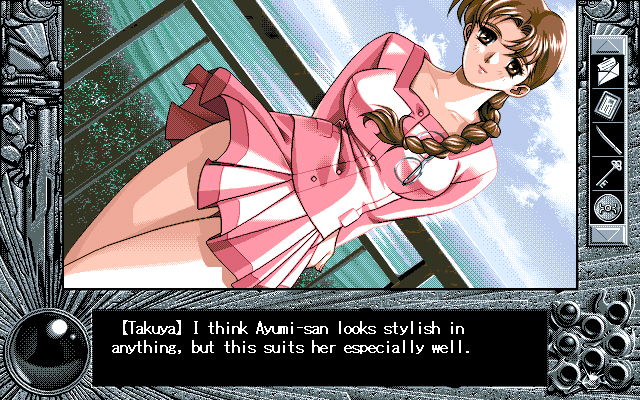 【Takuya】I think Ayumi-san looks stylish in
anything, but this suits her especially well.